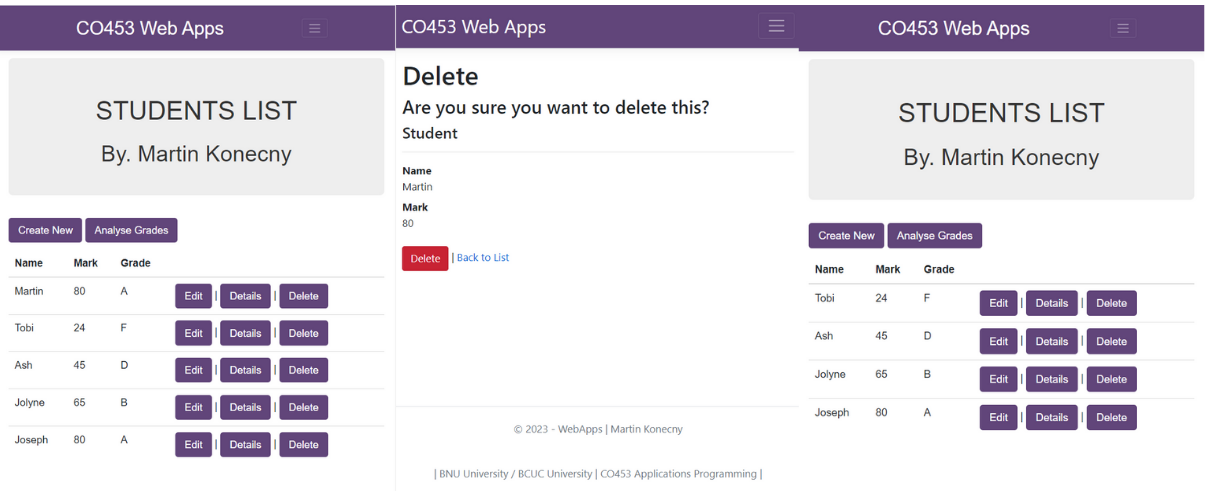 CO453 Web Apps
STUDENTS LIST
By. Martin Konecny
Create New Analyse Grades
Name Mark Grade
Martin 80 A Edit | Details | Delete
Tobi 24 F Edit | Details | Delete
Ash 45 D Edit | Details | Delete
Jolyne 65 B Edit | Details | Delete
Joseph 80 A Edit | Details | Delete
CO453 Web Apps
Delete
Are you sure you want to delete this?
Student
Name
Martin
Mark
80
Delete | Back to List
© 2023 - WebApps | Martin Konecny
| BNU University / BCUC University | CO453 Applications Programming |
CO453 Web Apps
STUDENTS LIST
By. Martin Konecny
Create New Analyse Grades
Name Mark Grade
Tobi 24 F Edit | Details | Delete
Ash 45 D Edit | Details | Delete
Jolyne 65 B Edit | Details | Delete
Joseph 80 A Edit | Details | Delete